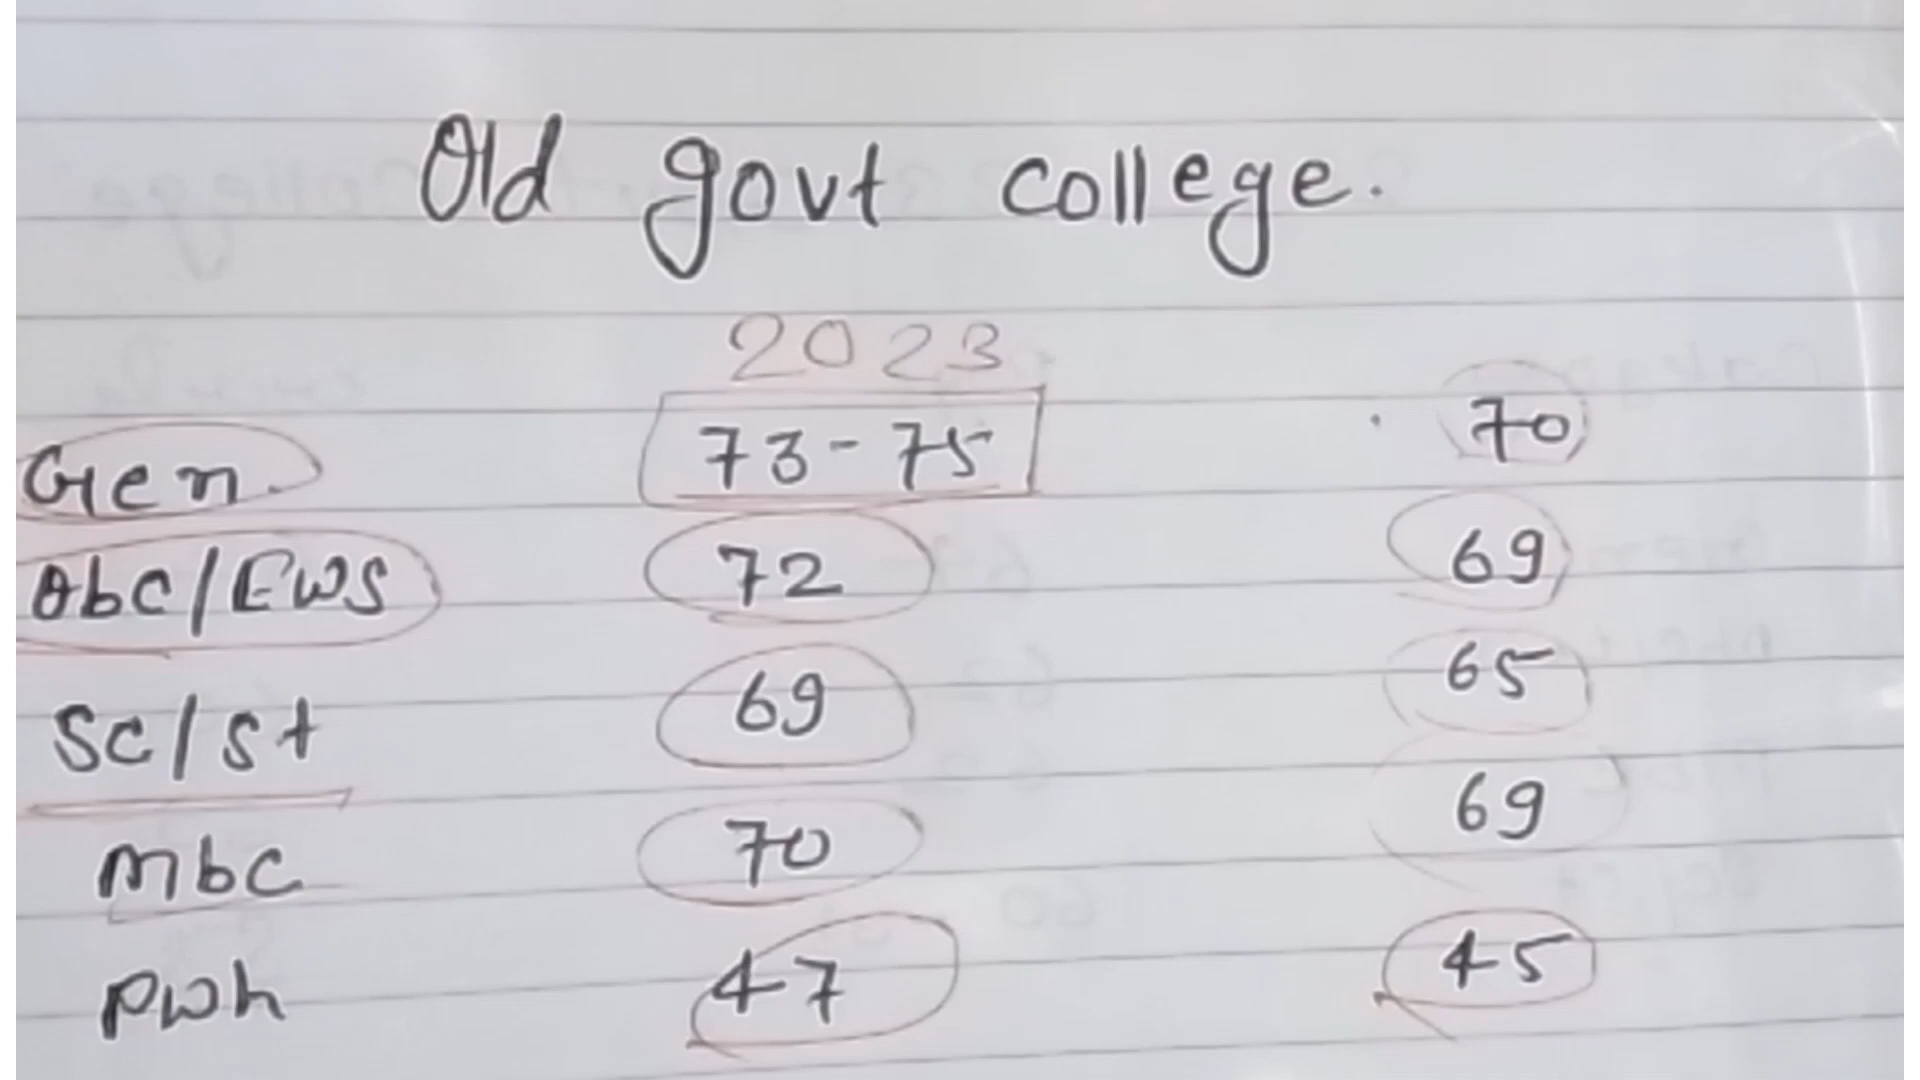 Old govt college.
2023
Gen. 73-75 70
Obc/EWS 72 69
SC/St 69 65
Mbc 70 69
Pwh 47 45